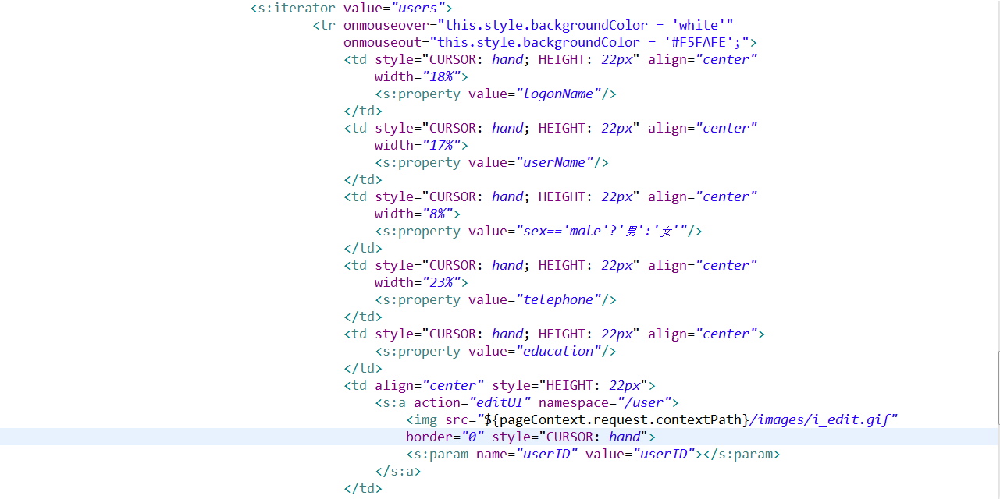 <s:iterator value="users">
<tr onmouseover="this.style.backgroundColor = 'white'"
onmouseout="this.style.backgroundColor = '#F5FAFE';">
<td style="CURSOR: hand; HEIGHT: 22px" align="center"
width="18%">
<s:property value="logonName"/>
</td>
<td style="CURSOR: hand; HEIGHT: 22px" align="center"
width="17%">
<s:property value="userName"/>
</td>
<td style="CURSOR: hand; HEIGHT: 22px" align="center"
width="8%">
<s:property value="sex=='male'?'男':'女'"/>
</td>
<td style="CURSOR: hand; HEIGHT: 22px" align="center"
width="23%">
<s:property value="telephone"/>
</td>
<td style="CURSOR: hand; HEIGHT: 22px" align="center">
<s:property value="education"/>
</td>
<td align="center" style="HEIGHT: 22px">
<s:a action="editUI" namespace="/user">
<img src="${pageContext.request.contextPath}/images/i_edit.gif"
border="0" style="CURSOR: hand">
<s:param name="userID" value="userID"></s:param>
</s:a>
</td>